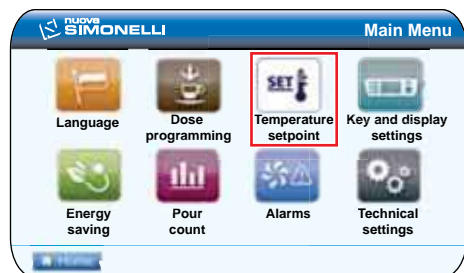 nuova
SIMONELLI
Main Menu
SET
Language
Dose
programming
Temperature
setpoint
Key and display
settings
Energy
saving
Pour
count
Alarms
Technical
settings
Home